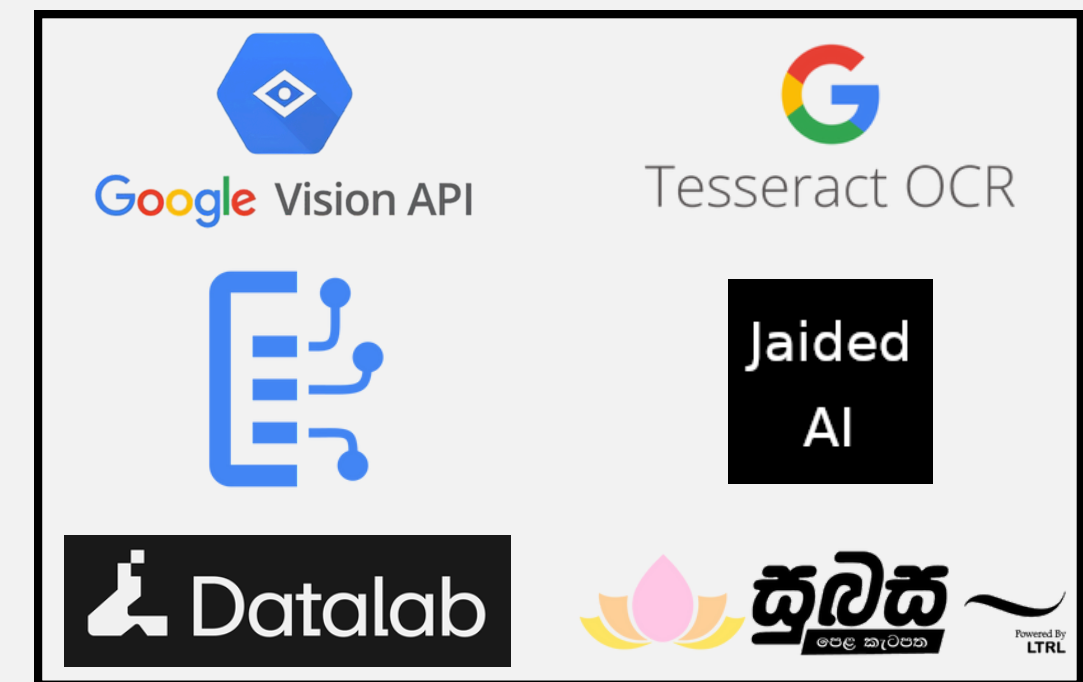 Google Vision API
Tesseract OCR
Jaided
AI
Datalab
සුබස
පෙළ කැටපත
Powered By
LTRL